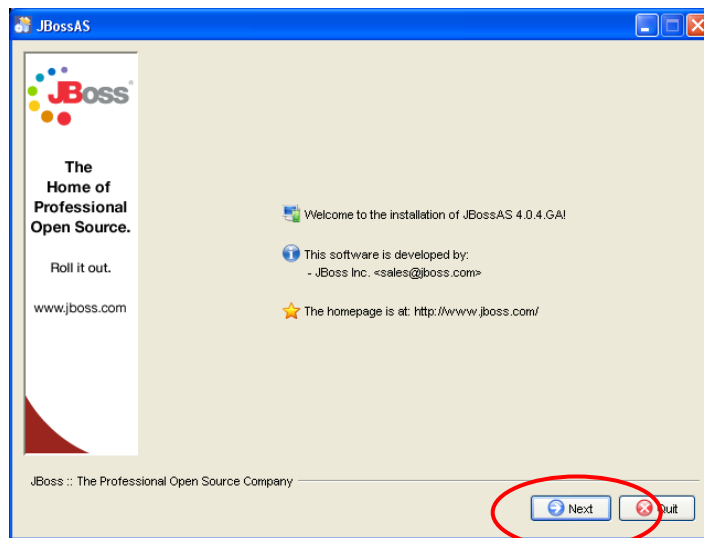 JBossAS
JBoss
The
Home of
Professional
Open Source.
Roll it out.
www.jboss.com
Welcome to the installation of JBossAS 4.0.4.GA!
This software is developed by:
- JBoss Inc. <sales@jboss.com>
The homepage is at: http://www.jboss.com/
JBoss :: The Professional Open Source Company
Next
Quit